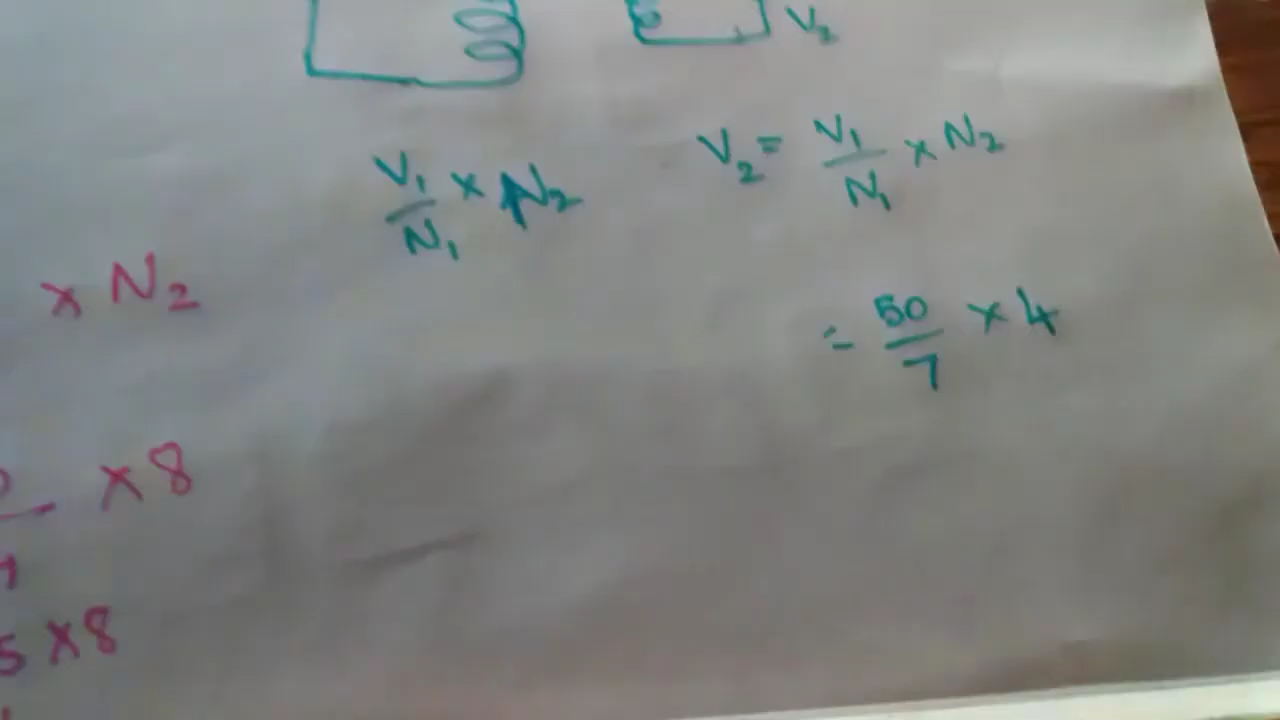 V₂
V₁/N₁ × N₂
V₂ = V₁/N₁ × N₂
= 50/7 × 4
× N₂
× 8
5 × 8